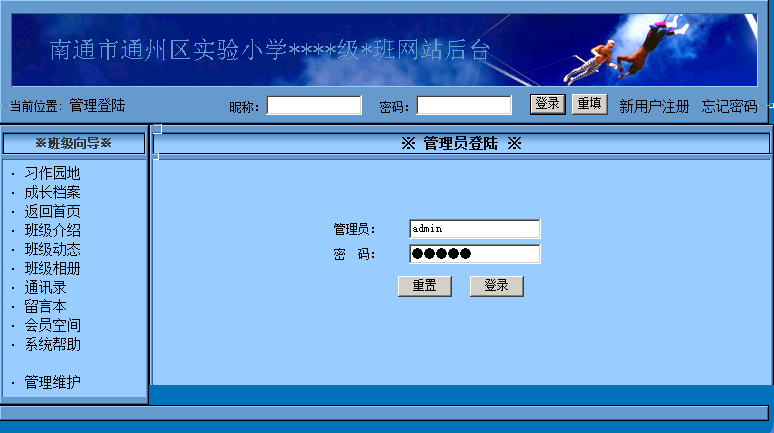 南通市通州区实验小学****级*班网站后台
当前位置：管理登陆 昵称： 密码： 登录 重填 新用户注册 忘记密码
※班级向导※
· 习作园地
· 成长档案
· 返回首页
· 班级介绍
· 班级动态
· 班级相册
· 通讯录
· 留言本
· 会员空间
· 系统帮助
· 管理维护
※ 管理员登陆 ※
管理员： admin
密 码： ●●●●●
重置 登录